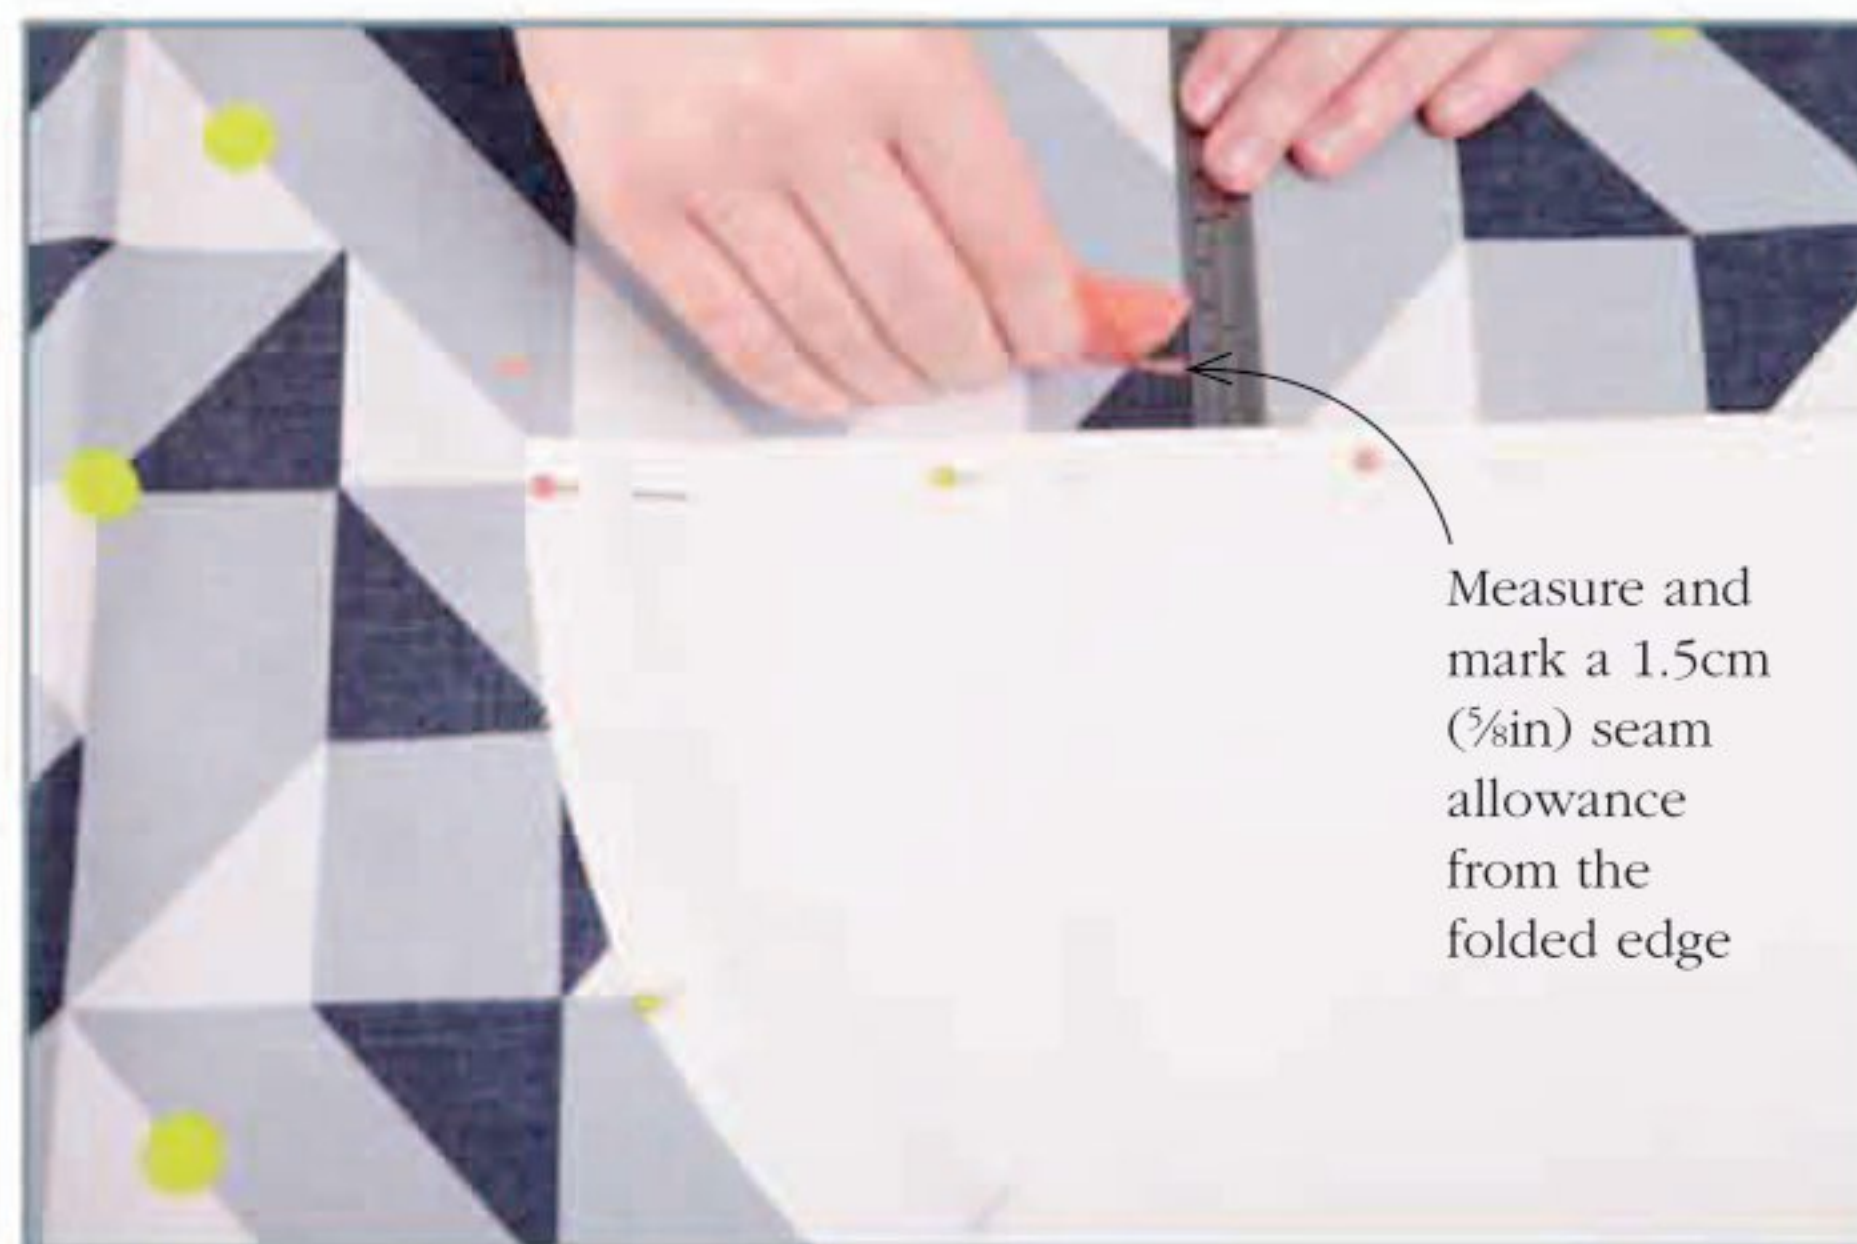 Measure and
mark a 1.5cm
(⅝in) seam
allowance
from the
folded edge